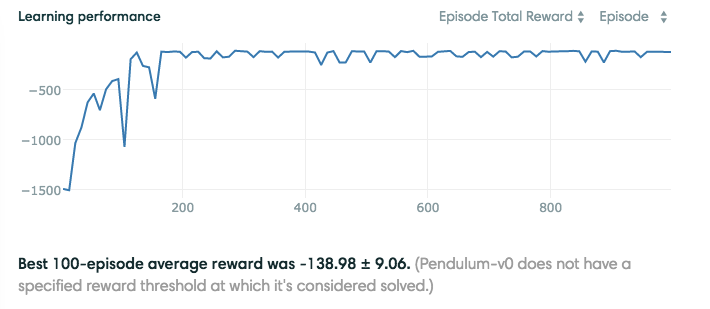 Learning performance
Episode Total Reward Episode
−500
−1000
−1500
200 400 600 800
Best 100-episode average reward was -138.98 ± 9.06. (Pendulum-v0 does not have a
specified reward threshold at which it's considered solved.)